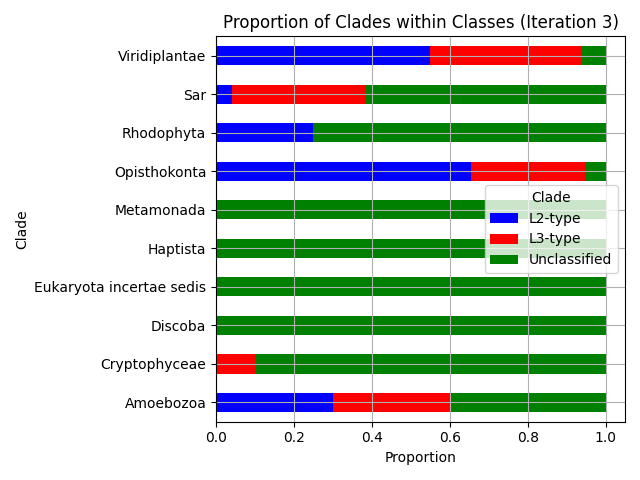 Proportion of Clades within Classes (Iteration 3)
Viridiplantae
Sar
Rhodophyta
Opisthokonta
Metamonada
Haptista
Eukaryota incertae sedis
Discoba
Cryptophyceae
Amoebozoa
Clade
Clade
L2-type
L3-type
Unclassified
0.0 0.2 0.4 0.6 0.8 1.0
Proportion